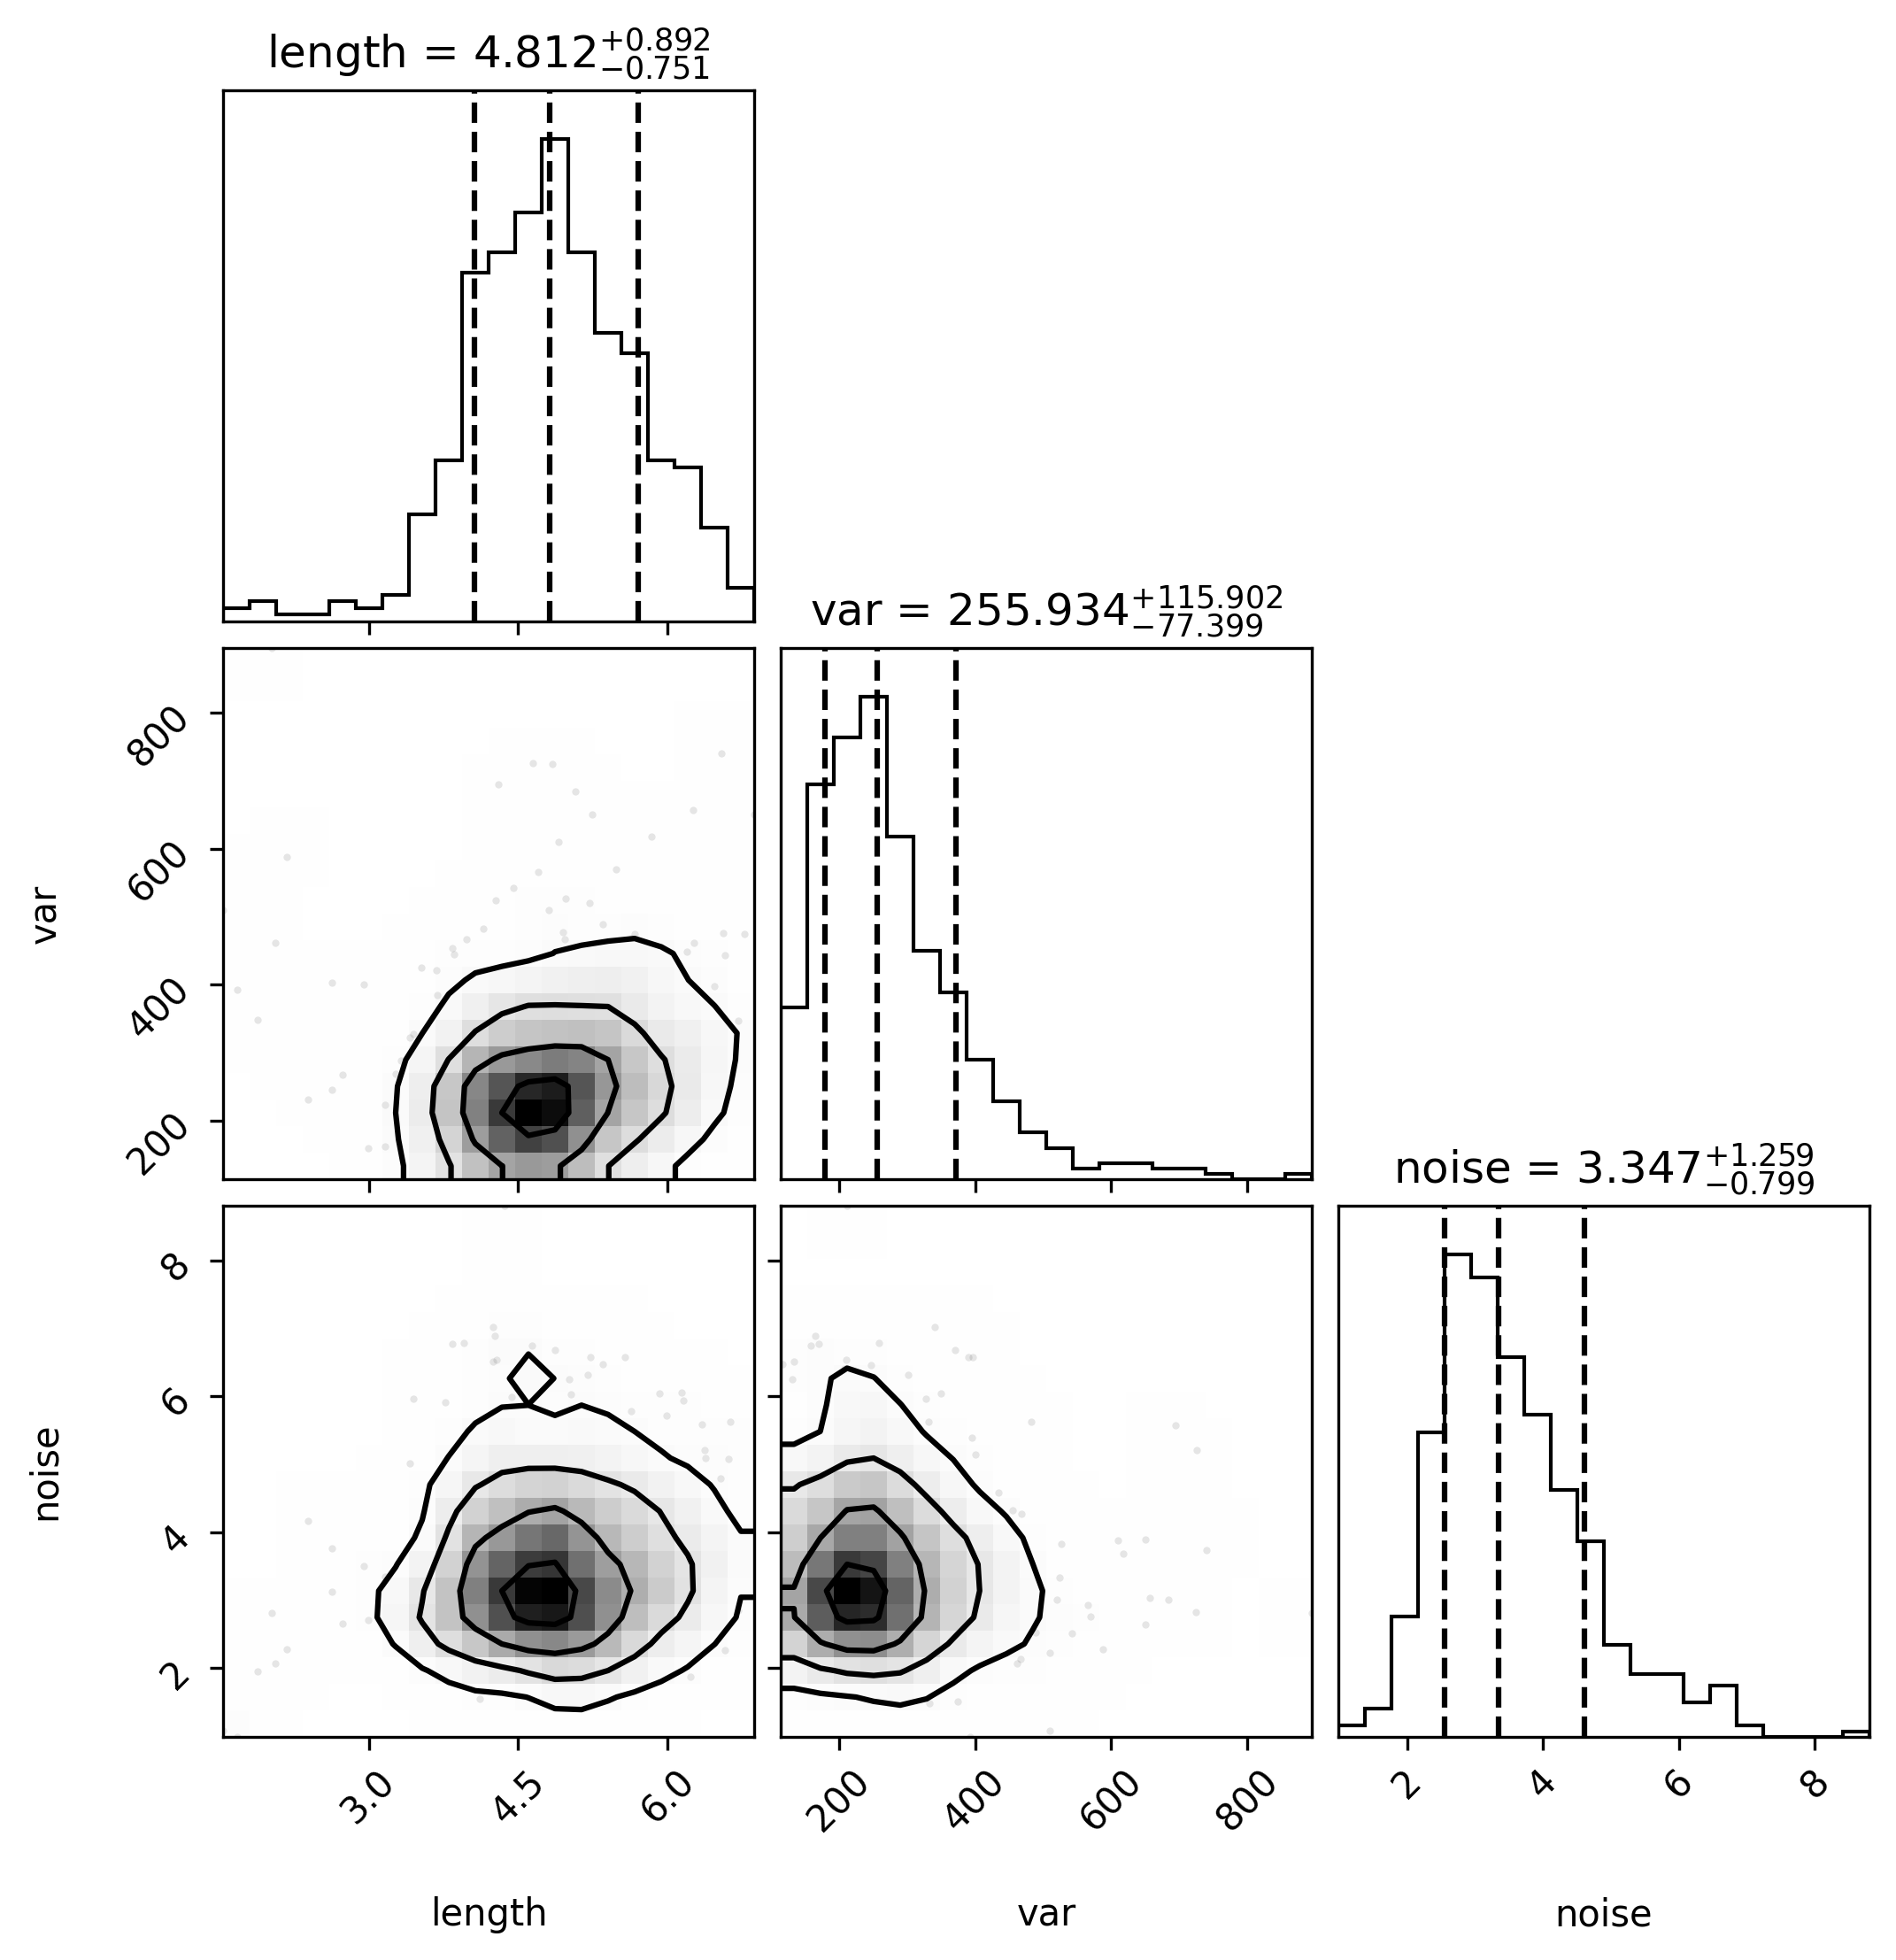 length = 4.812+0.892 −0.751
var = 255.934+115.902 −77.399
800
600
400
200
var
noise = 3.347+1.259 −0.799
8
6
4
2
noise
3.0 4.5 6.0 200 400 600 800 2 4 6 8
length var noise